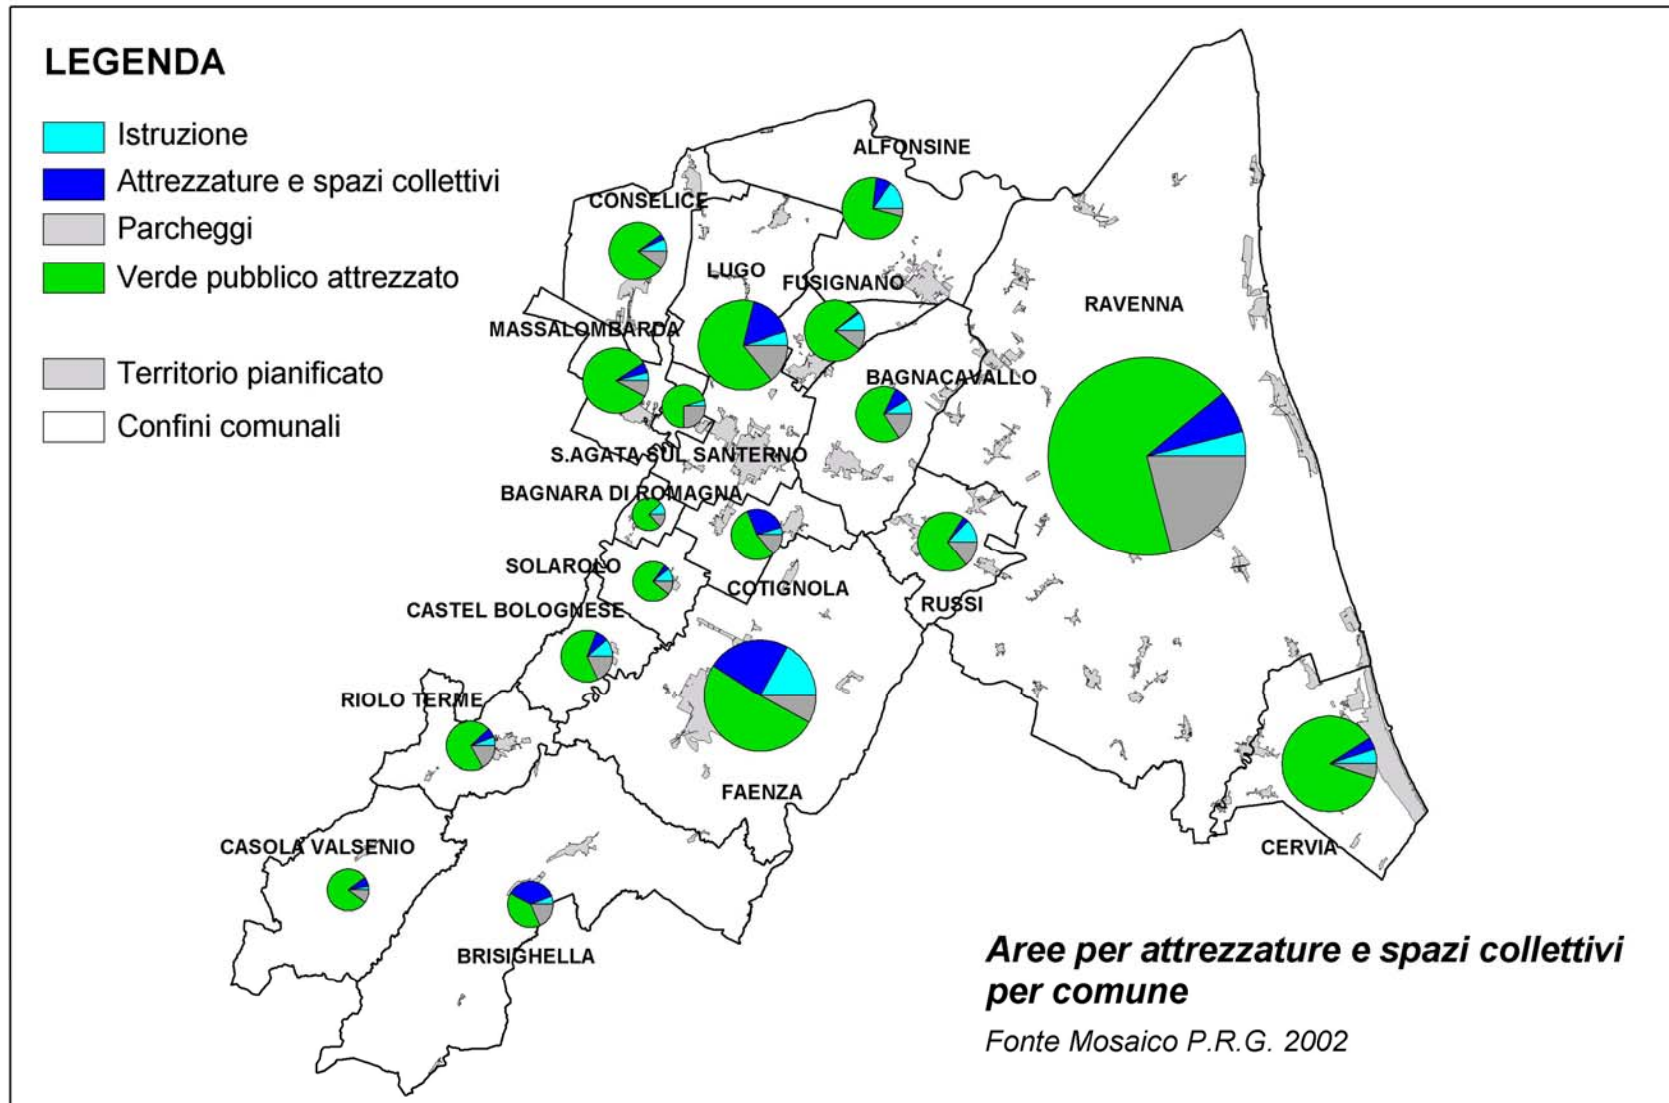 LEGENDA
Istruzione
Attrezzature e spazi collettivi
Parcheggi
Verde pubblico attrezzato
Territorio pianificato
Confini comunali
ALFONSINE
CONSELICE
LUGO
FUSIGNANO
RAVENNA
MASSALOMBARDA
BAGNACAVALLO
S.AGATA SUL SANTERNO
BAGNARA DI ROMAGNA
SOLAROLO
COTIGNOLA
CASTEL BOLOGNESE
RUSSI
RIOLO TERME
FAENZA
CASOLA VALSENIO
CERVIA
BRISIGHELLA
Aree per attrezzature e spazi collettivi
per comune
Fonte Mosaico P.R.G. 2002